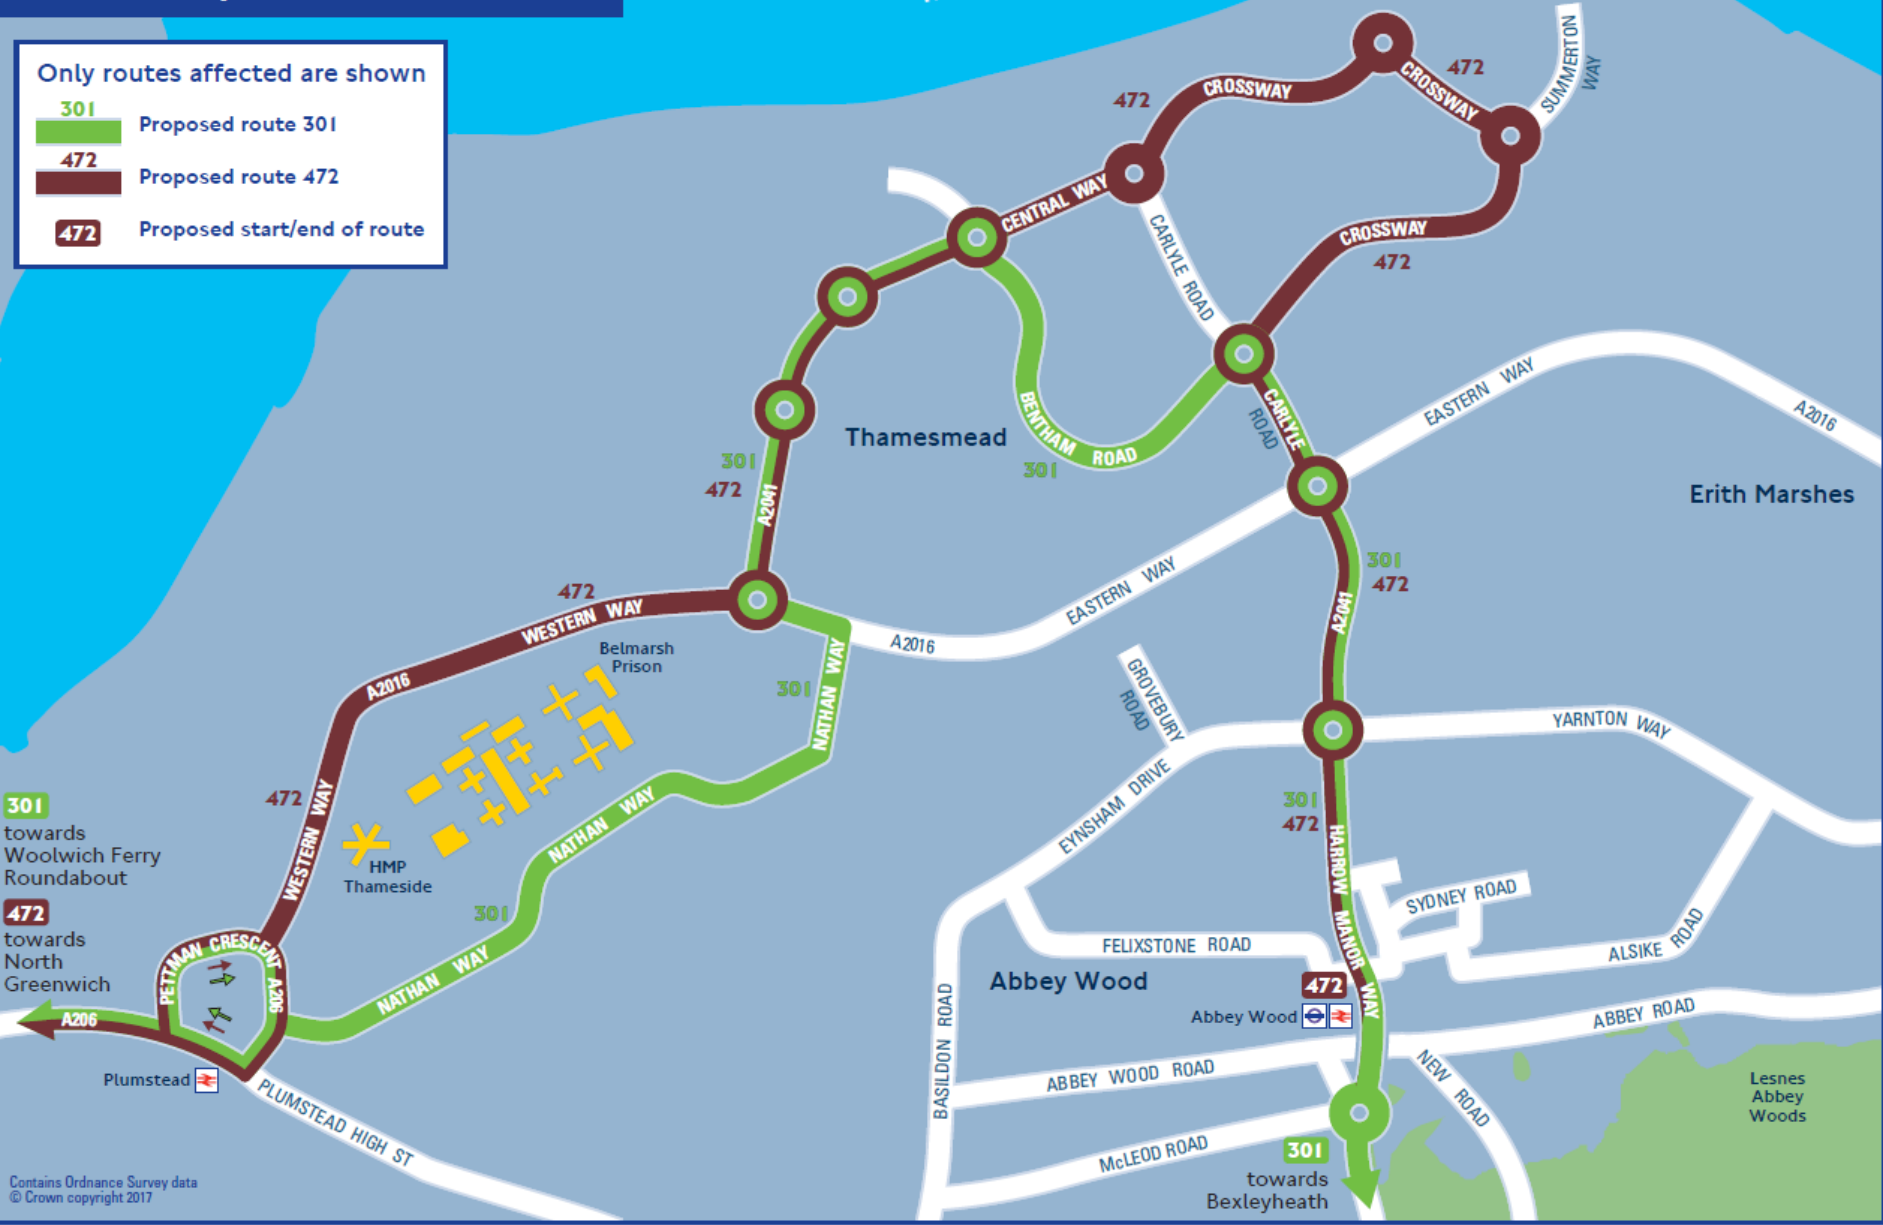 Only routes affected are shown
301
Proposed route 301
472
Proposed route 472
472
Proposed start/end of route
472
CROSSWAY
472
CROSSWAY
SUMMERTON
WAY
CENTRAL WAY
CARLYLE ROAD
CROSSWAY
472
EASTERN WAY
A2016
CARLYLE
ROAD
BENTHAM ROAD
301
Thamesmead
Erith Marshes
301
472
A2041
301
472
A2041
EASTERN WAY
A2016
472
WESTERN WAY
A2016
Belmarsh
Prison
301
NATHAN WAY
GROVEBURY
ROAD
YARNTON WAY
EYNSHAM DRIVE
472
WESTERN WAY
HMP
Thameside
NATHAN WAY
301
NATHAN WAY
301
towards
Woolwich Ferry
Roundabout
472
towards
North
Greenwich
PETTMAN CRESCENT
A206
A206
Plumstead
PLUMSTEAD HIGH ST
301
472
HARROW MANOR WAY
SYDNEY ROAD
ALSIKE ROAD
FELIXSTONE ROAD
Abbey Wood
472
Abbey Wood
ABBEY ROAD
BASILDON ROAD
ABBEY WOOD ROAD
NEW ROAD
McLEOD ROAD
Lesnes
Abbey
Woods
301
towards
Bexleyheath
Contains Ordnance Survey data
© Crown copyright 2017